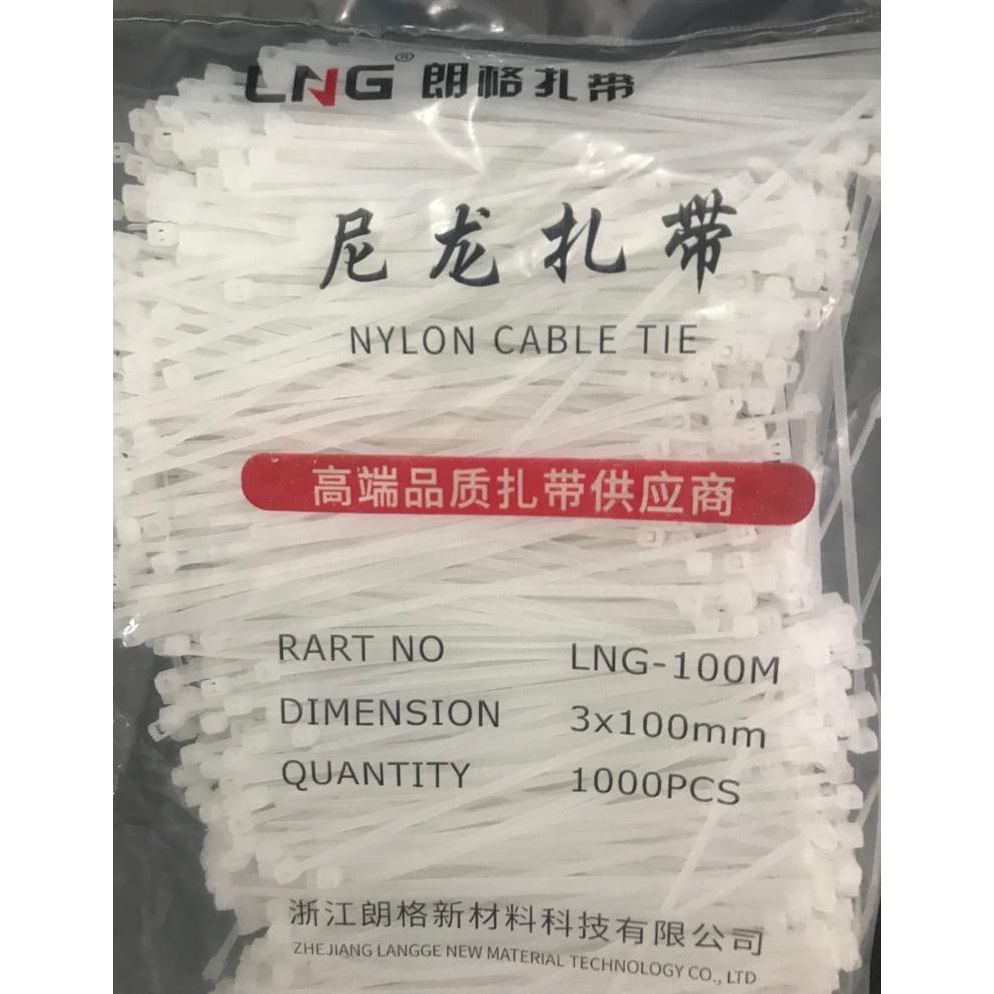 LNG® 朗格扎带
尼龙扎带
NYLON CABLE TIE
高端品质扎带供应商
RART NO LNG-100M
DIMENSION 3x100mm
QUANTITY 1000PCS
浙江朗格新材料科技有限公司
ZHEJIANG LANGGE NEW MATERIAL TECHNOLOGY CO., LTD